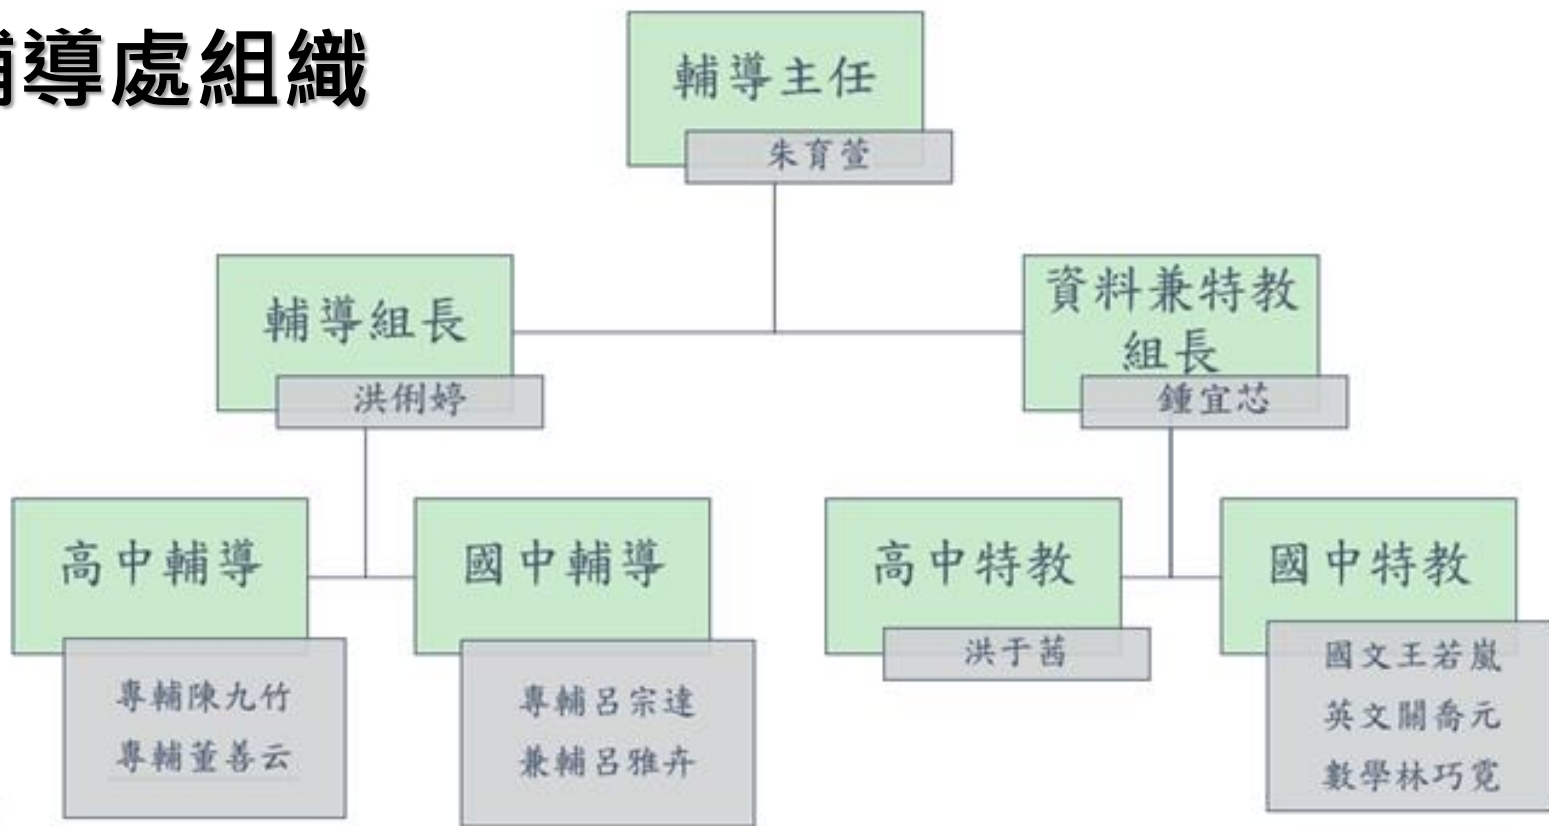 輔導處組織
輔導主任
朱育萱
輔導組長
洪俐婷
資料兼特教
組長
鍾宜芯
高中輔導
專輔陳九竹
專輔董善云
國中輔導
專輔呂宗達
兼輔呂雅卉
高中特教
洪于茜
國中特教
國文王若嵐
英文關喬元
數學林巧霓